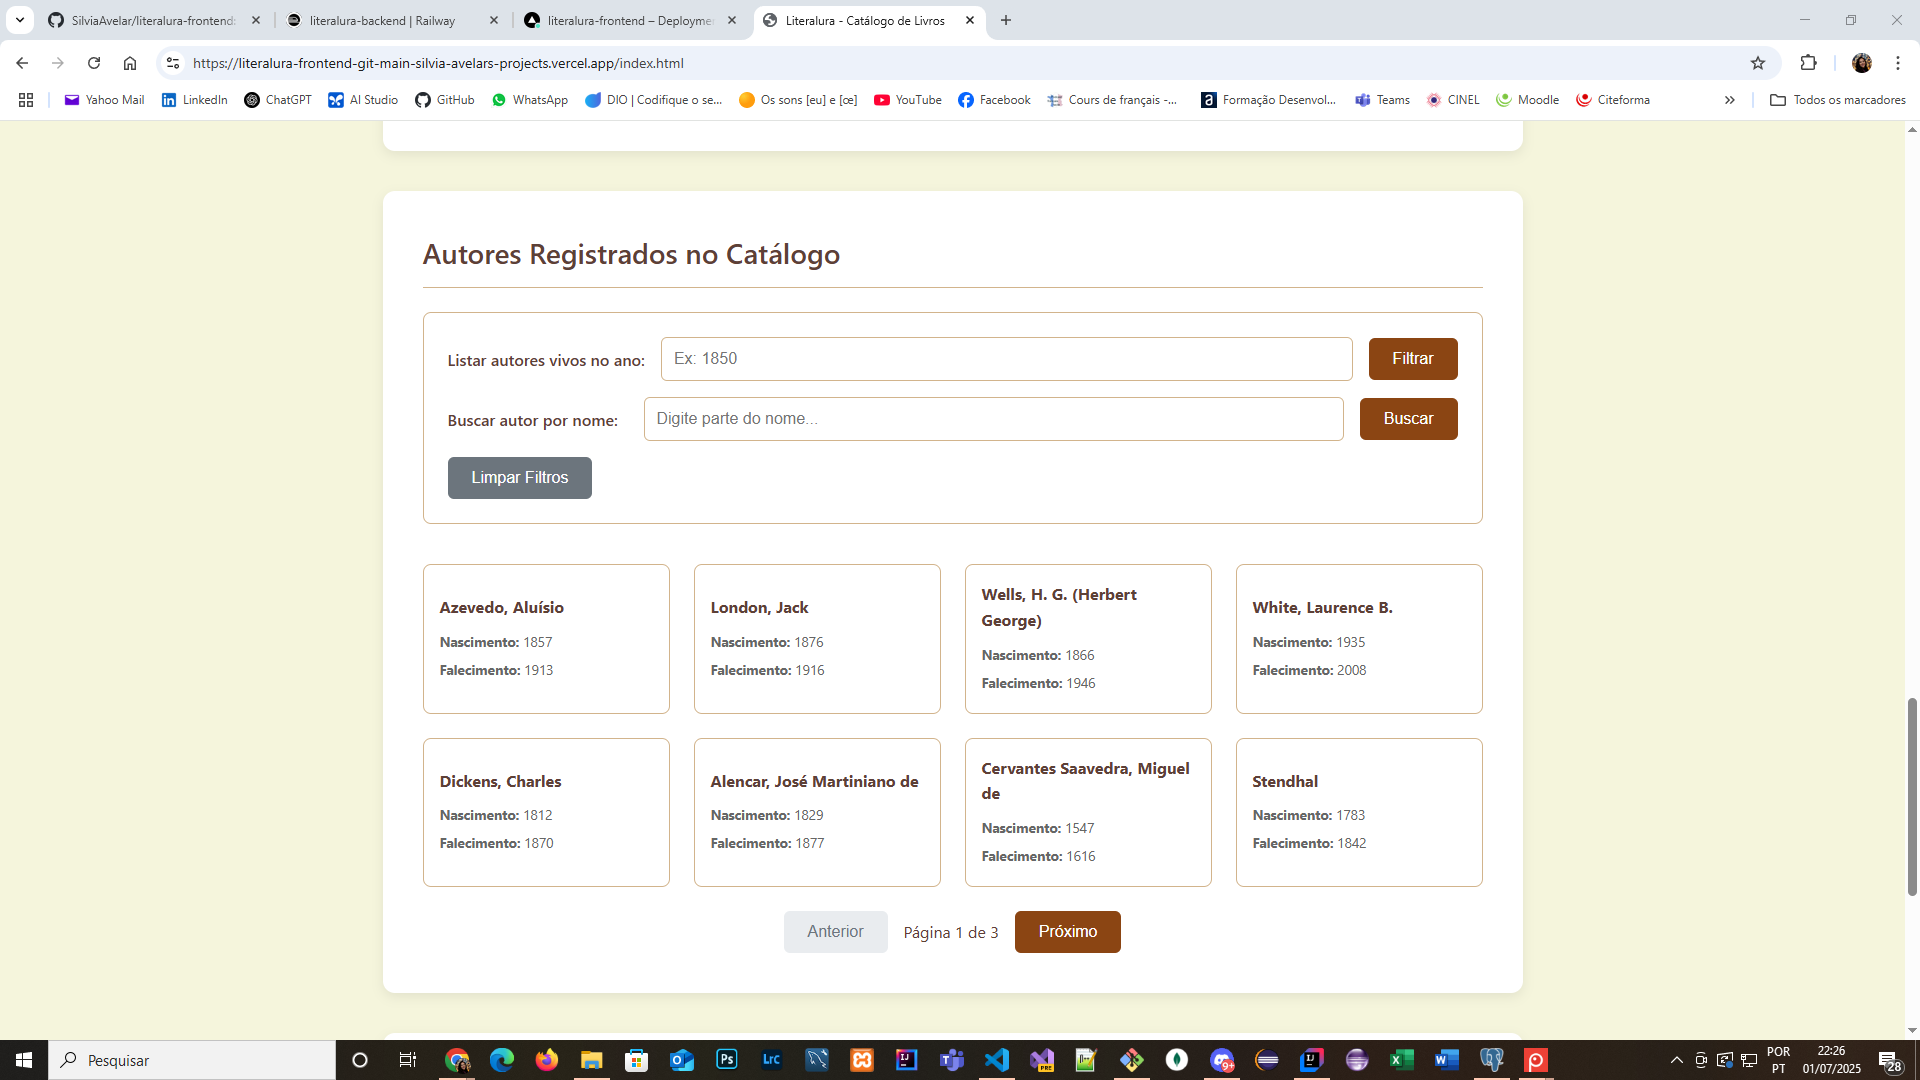 SilviaAvelar/literalura-frontend:
literalura-backend | Railway
literalura-frontend – Deployme
Literalura - Catálogo de Livros
https://literalura-frontend-git-main-silvia-avelars-projects.vercel.app/index.html
Yahoo Mail
LinkedIn
ChatGPT
AI Studio
GitHub
WhatsApp
DIO | Codifique o se...
Os sons [eu] e [œ]
YouTube
Facebook
Cours de français -...
Formação Desenvol...
Teams
CINEL
Moodle
Citeforma
»
Todos os marcadores
Autores Registrados no Catálogo
Listar autores vivos no ano:
Ex: 1850
Filtrar
Buscar autor por nome:
Digite parte do nome...
Buscar
Limpar Filtros
Azevedo, Aluísio
Nascimento: 1857
Falecimento: 1913
London, Jack
Nascimento: 1876
Falecimento: 1916
Wells, H. G. (Herbert
George)
Nascimento: 1866
Falecimento: 1946
White, Laurence B.
Nascimento: 1935
Falecimento: 2008
Dickens, Charles
Nascimento: 1812
Falecimento: 1870
Alencar, José Martiniano de
Nascimento: 1829
Falecimento: 1877
Cervantes Saavedra, Miguel
de
Nascimento: 1547
Falecimento: 1616
Stendhal
Nascimento: 1783
Falecimento: 1842
Anterior
Página 1 de 3
Próximo
Pesquisar
Ps
Lrc
POR
PT
22:26
01/07/2025
28